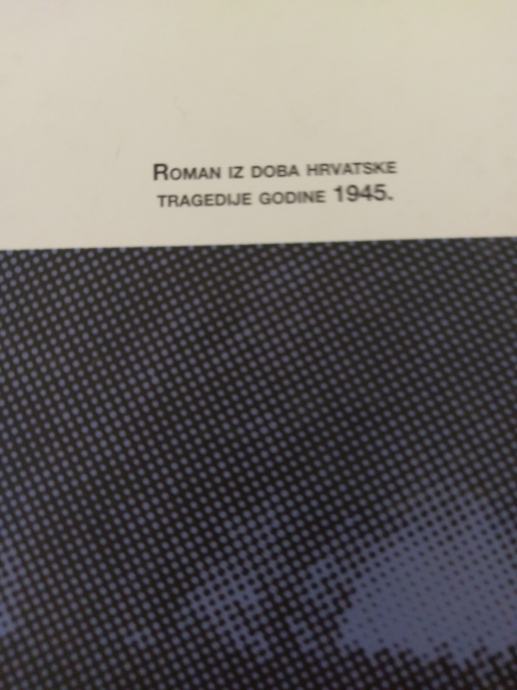 Roman iz doba hrvatske
tragedije godine 1945.